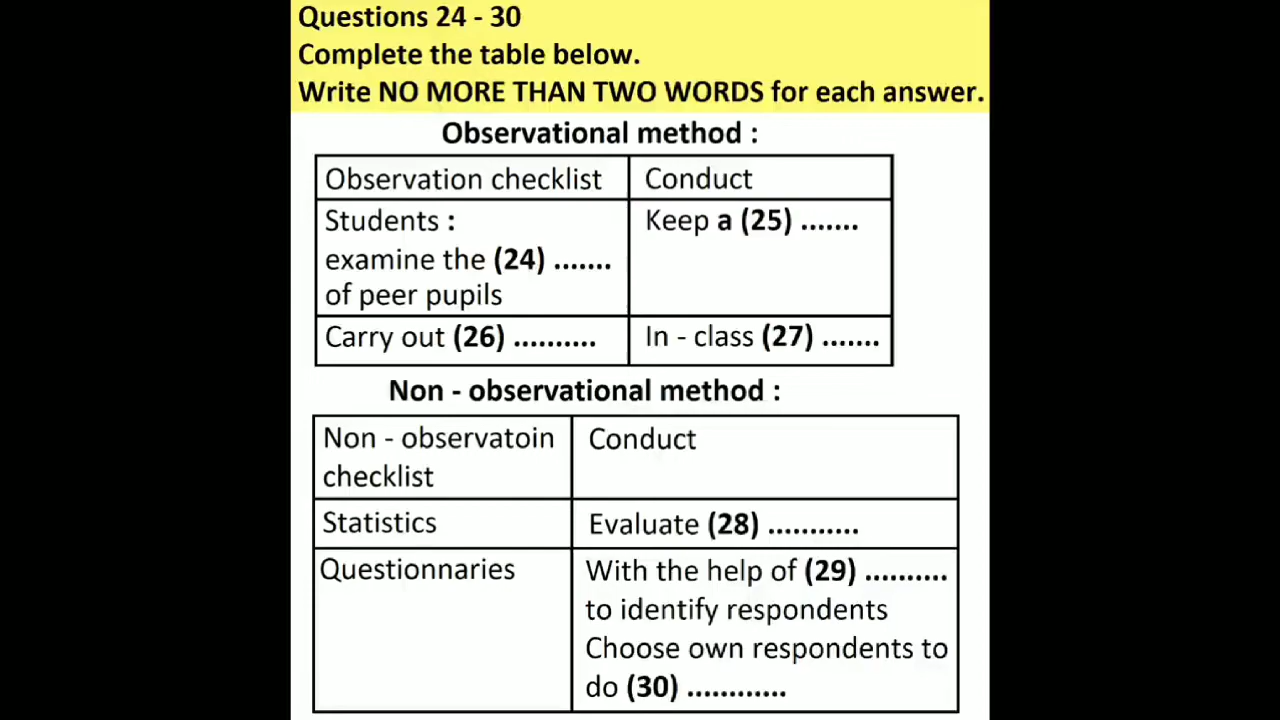 Questions 24 - 30
Complete the table below.
Write NO MORE THAN TWO WORDS for each answer.
Observational method :
Observation checklist
Conduct
Students :
examine the (24) .......
of peer pupils
Keep a (25) .......
Carry out (26) ..........
In - class (27) .......
Non - observational method :
Non - observatoin
checklist
Conduct
Statistics
Evaluate (28) ...........
Questionnaries
With the help of (29) ..........
to identify respondents
Choose own respondents to
do (30) ............